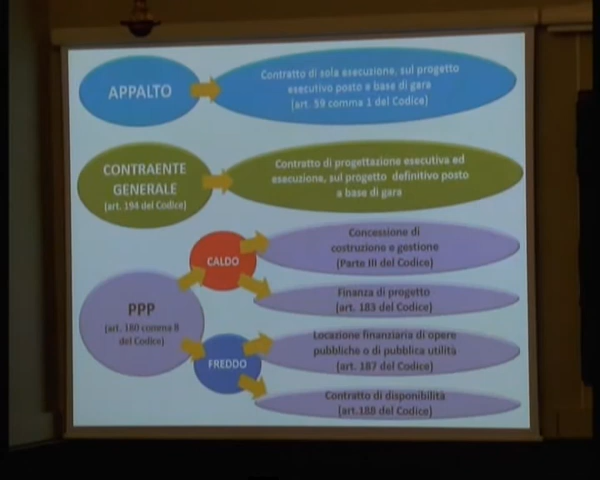 APPALTO
Contratto di sola esecuzione, sul progetto
esecutivo posto a base di gara
(art. 59 comma 1 del Codice)
CONTRAENTE
GENERALE
(art. 194 del Codice)
Contratto di progettazione esecutiva ed
esecuzione, sul progetto definitivo posto
a base di gara
PPP
(art. 180 comma 8
del Codice)
CALDO
Concessione di
costruzione e gestione
(Parte III del Codice)
Finanza di progetto
(art. 183 del Codice)
FREDDO
Locazione finanziaria di opere
pubbliche o di pubblica utilità
(art. 187 del Codice)
Contratto di disponibilità
(art.188 del Codice)